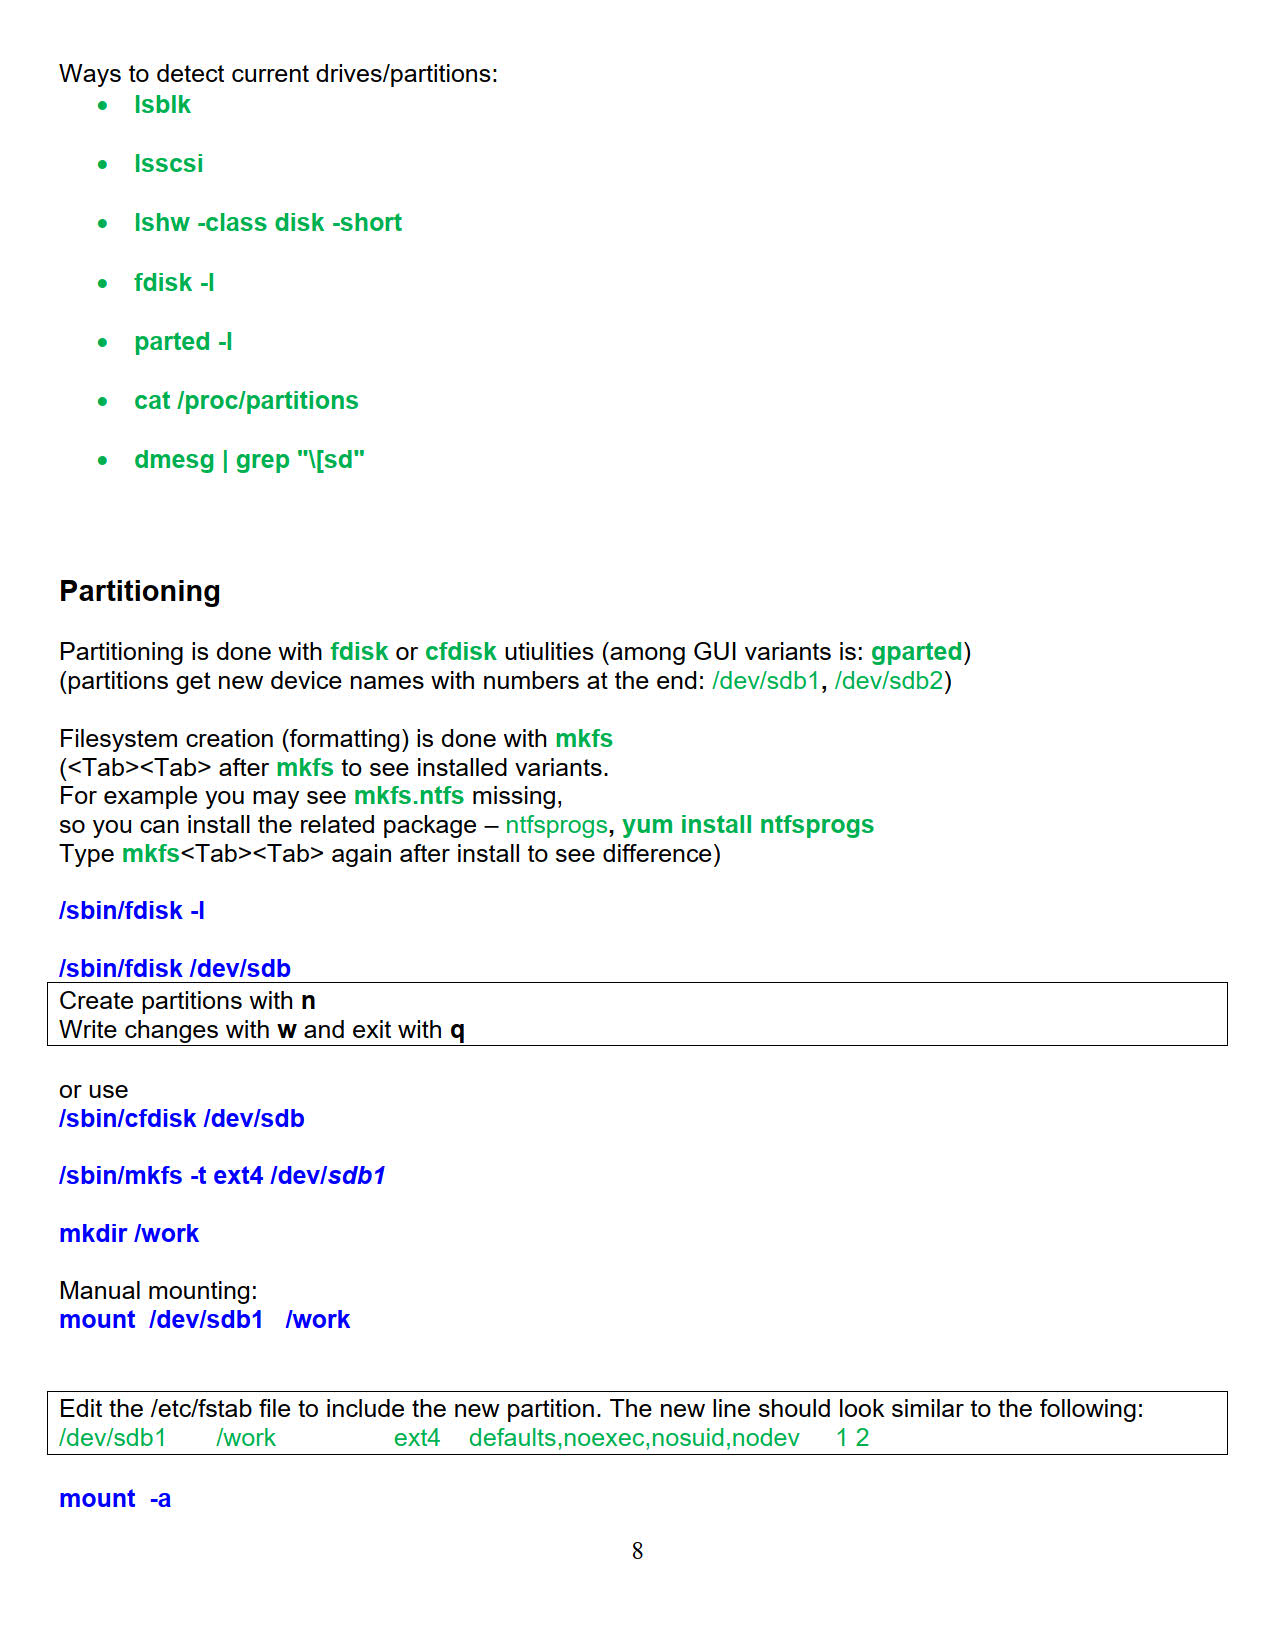 Ways to detect current drives/partitions:
• lsblk
• lsscsi
• lshw -class disk -short
• fdisk -l
• parted -l
• cat /proc/partitions
• dmesg | grep "\[sd"
Partitioning
Partitioning is done with fdisk or cfdisk utiulities (among GUI variants is: gparted)
(partitions get new device names with numbers at the end: /dev/sdb1, /dev/sdb2)
Filesystem creation (formatting) is done with mkfs
(<Tab><Tab> after mkfs to see installed variants.
For example you may see mkfs.ntfs missing,
so you can install the related package – ntfsprogs, yum install ntfsprogs
Type mkfs<Tab><Tab> again after install to see difference)
/sbin/fdisk -l
/sbin/fdisk /dev/sdb
Create partitions with n
Write changes with w and exit with q
or use
/sbin/cfdisk /dev/sdb
/sbin/mkfs -t ext4 /dev/sdb1
mkdir /work
Manual mounting:
mount  /dev/sdb1   /work
Edit the /etc/fstab file to include the new partition. The new line should look similar to the following:
/dev/sdb1 /work ext4 defaults,noexec,nosuid,nodev 1 2
mount  -a
8